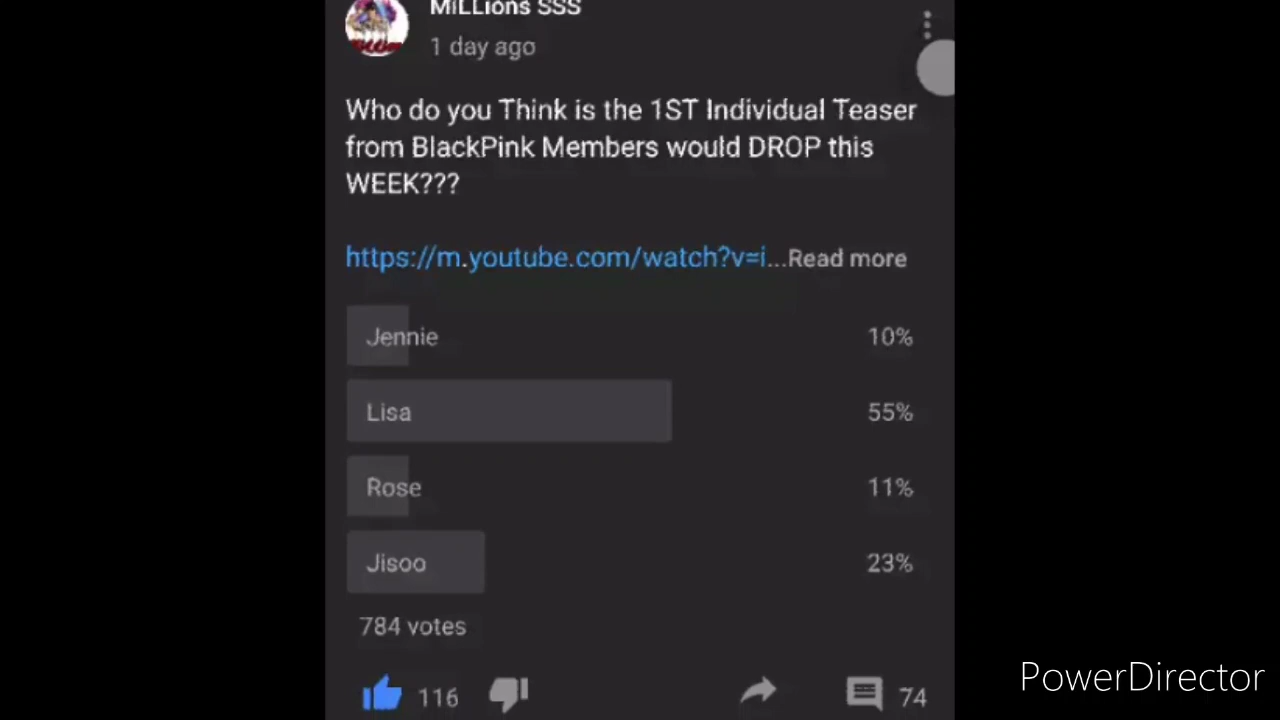 MiLLions SSS
1 day ago
Who do you Think is the 1ST Individual Teaser
from BlackPink Members would DROP this
WEEK???
https://m.youtube.com/watch?v=i...Read more
Jennie 10%
Lisa 55%
Rose 11%
Jisoo 23%
784 votes
116 74
PowerDirector